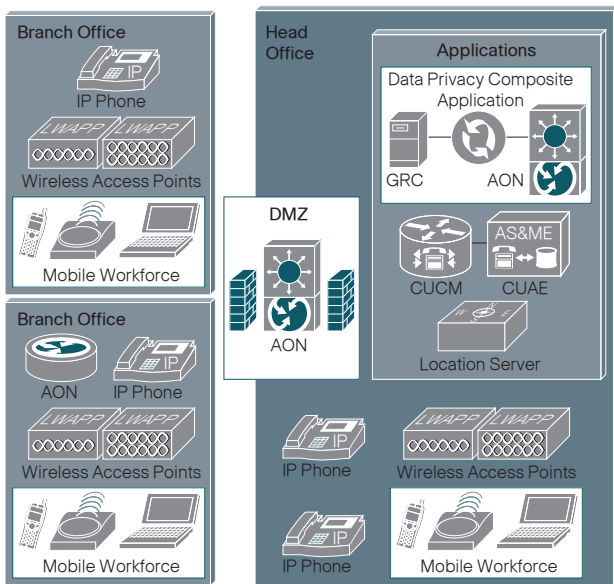 Branch Office
IP
IP Phone
LWAPP LWAPP
Wireless Access Points
Mobile Workforce
Branch Office
AON
IP
IP Phone
LWAPP LWAPP
Wireless Access Points
Mobile Workforce
DMZ
AON
Head
Office
Applications
Data Privacy Composite
Application
GRC
AON
AS&ME
CUCM
CUAE
W N S E
Location Server
IP
IP Phone
LWAPP LWAPP
Wireless Access Points
IP
IP Phone
Mobile Workforce